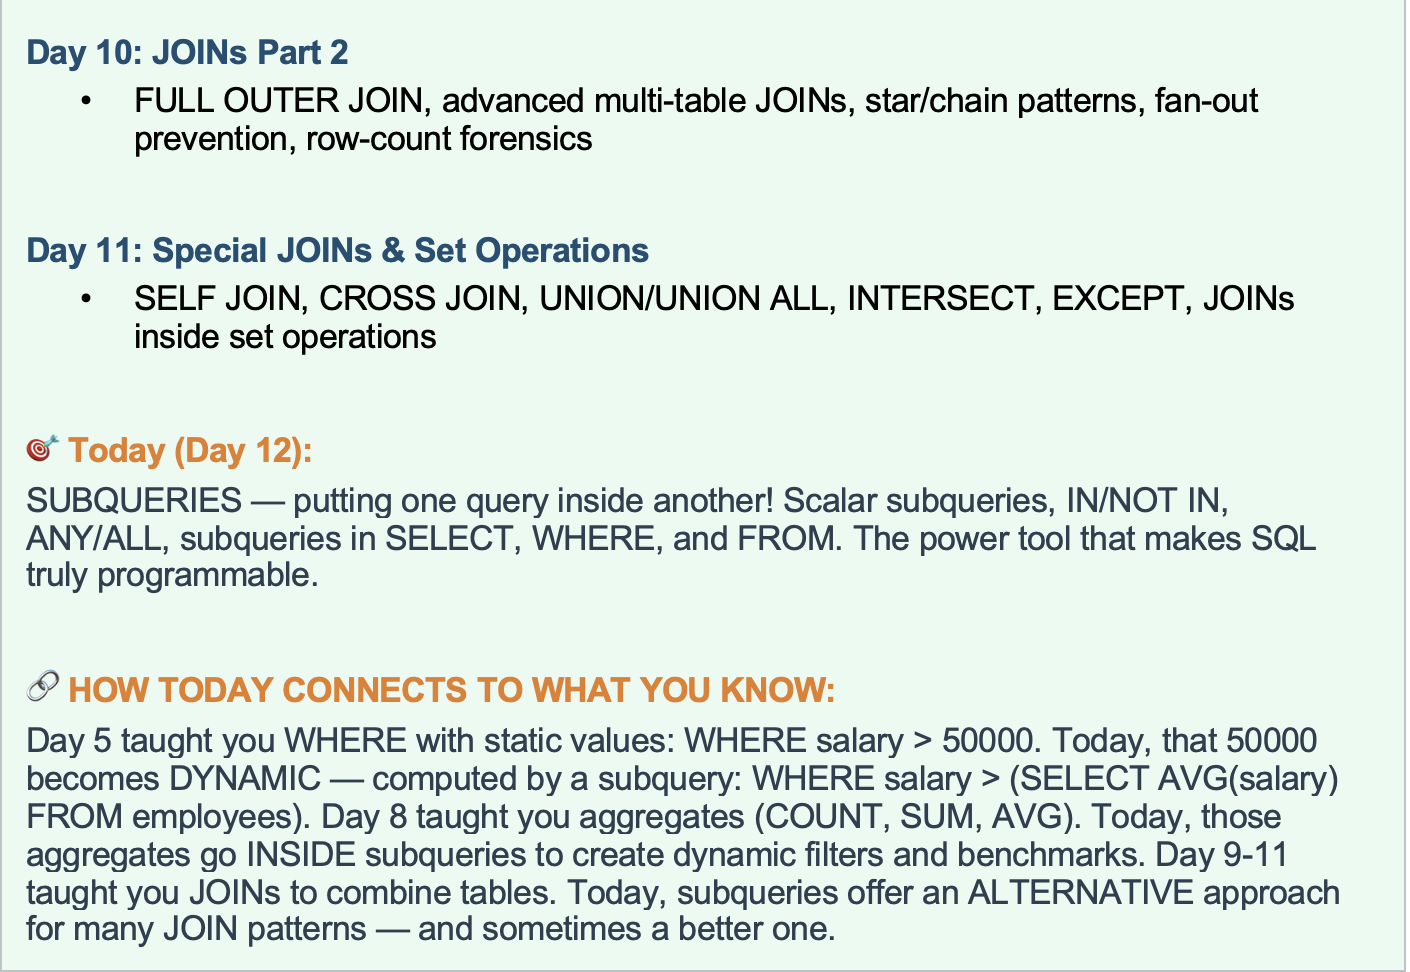 Day 10: JOINs Part 2
• FULL OUTER JOIN, advanced multi-table JOINs, star/chain patterns, fan-out
prevention, row-count forensics
Day 11: Special JOINs & Set Operations
• SELF JOIN, CROSS JOIN, UNION/UNION ALL, INTERSECT, EXCEPT, JOINs
inside set operations
🎯 Today (Day 12):
SUBQUERIES — putting one query inside another! Scalar subqueries, IN/NOT IN,
ANY/ALL, subqueries in SELECT, WHERE, and FROM. The power tool that makes SQL
truly programmable.
🔗 HOW TODAY CONNECTS TO WHAT YOU KNOW:
Day 5 taught you WHERE with static values: WHERE salary > 50000. Today, that 50000
becomes DYNAMIC — computed by a subquery: WHERE salary > (SELECT AVG(salary)
FROM employees). Day 8 taught you aggregates (COUNT, SUM, AVG). Today, those
aggregates go INSIDE subqueries to create dynamic filters and benchmarks. Day 9-11
taught you JOINs to combine tables. Today, subqueries offer an ALTERNATIVE approach
for many JOIN patterns — and sometimes a better one.